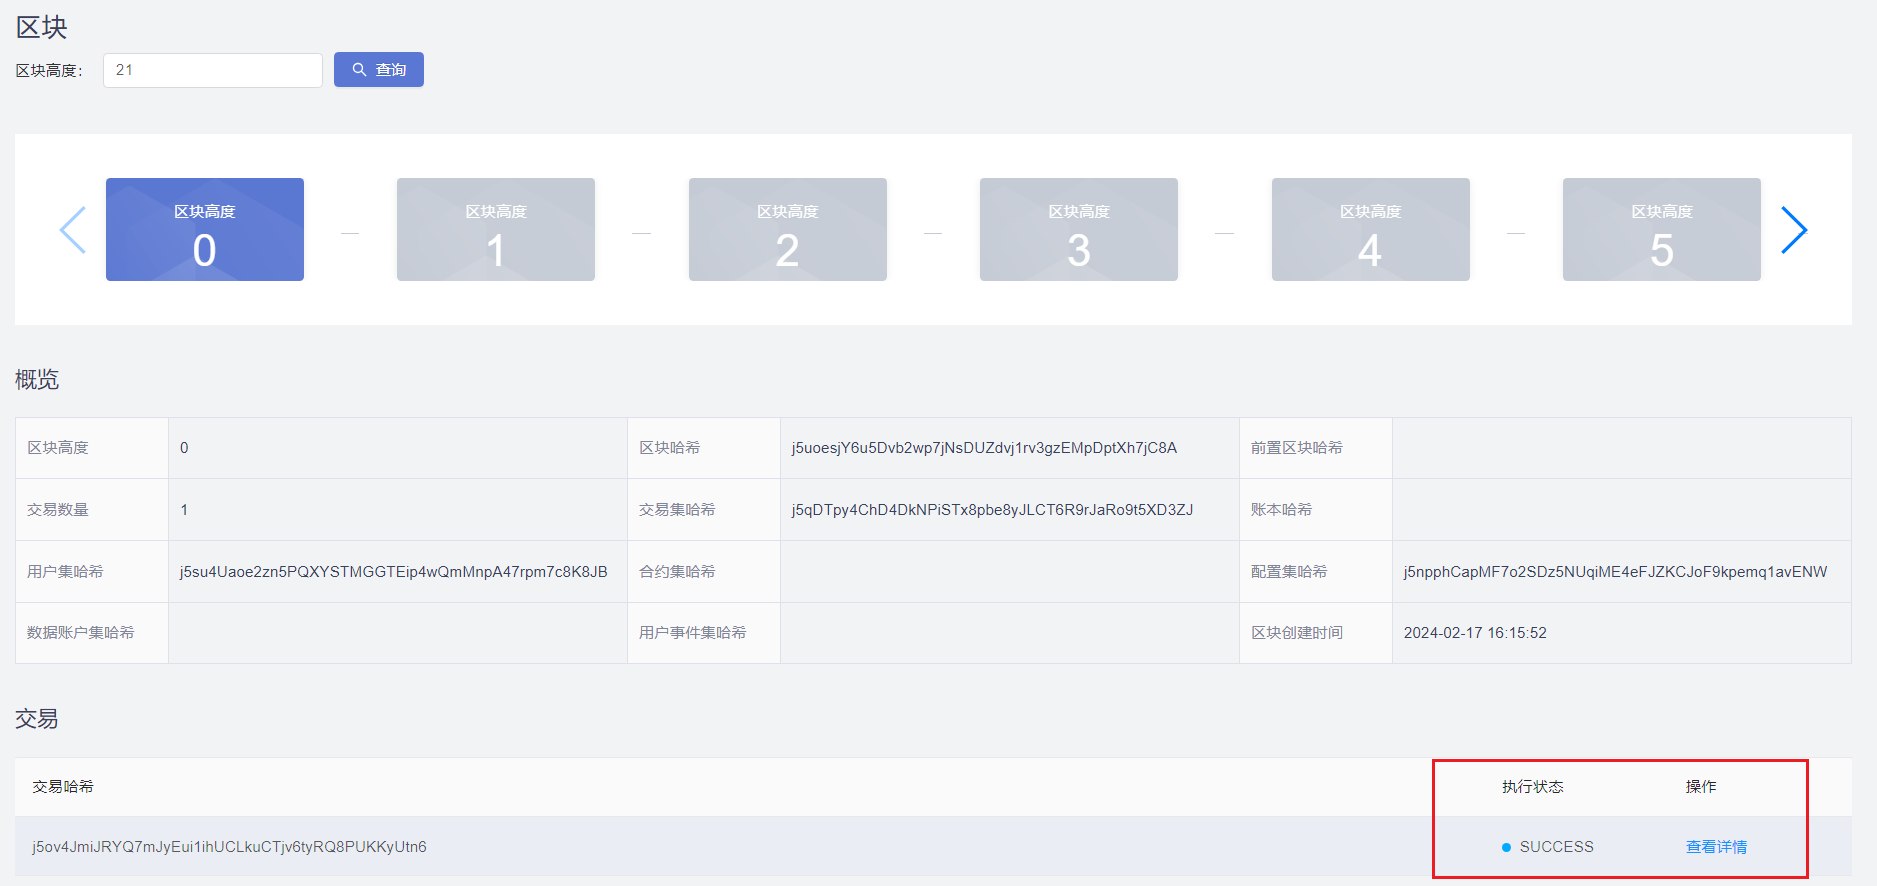 区块
区块高度：
21
查询
区块高度
0
区块高度
1
区块高度
2
区块高度
3
区块高度
4
区块高度
5
概览
区块高度 0 区块哈希 j5uoesjY6u5Dvb2wp7jNsDUZdvj1rv3gzEMpDptXh7jC8A 前置区块哈希
交易数量 1 交易集哈希 j5qDTpy4ChD4DkNPiSTx8pbe8yJLCT6R9rJaRo9t5XD3ZJ 账本哈希
用户集哈希 j5su4Uaoe2zn5PQXYSTMGGTEip4wQmMnpA47rpm7c8K8JB 合约集哈希 配置集哈希 j5npphCapMF7o2SDz5NUqiME4eFJZKCJoF9kpemq1avENW
数据账户集哈希 用户事件集哈希 区块创建时间 2024-02-17 16:15:52
交易
交易哈希 执行状态 操作
j5ov4JmiJRYQ7mJyEui1ihUCLkuCTjv6tyRQ8PUKKyUtn6 SUCCESS 查看详情